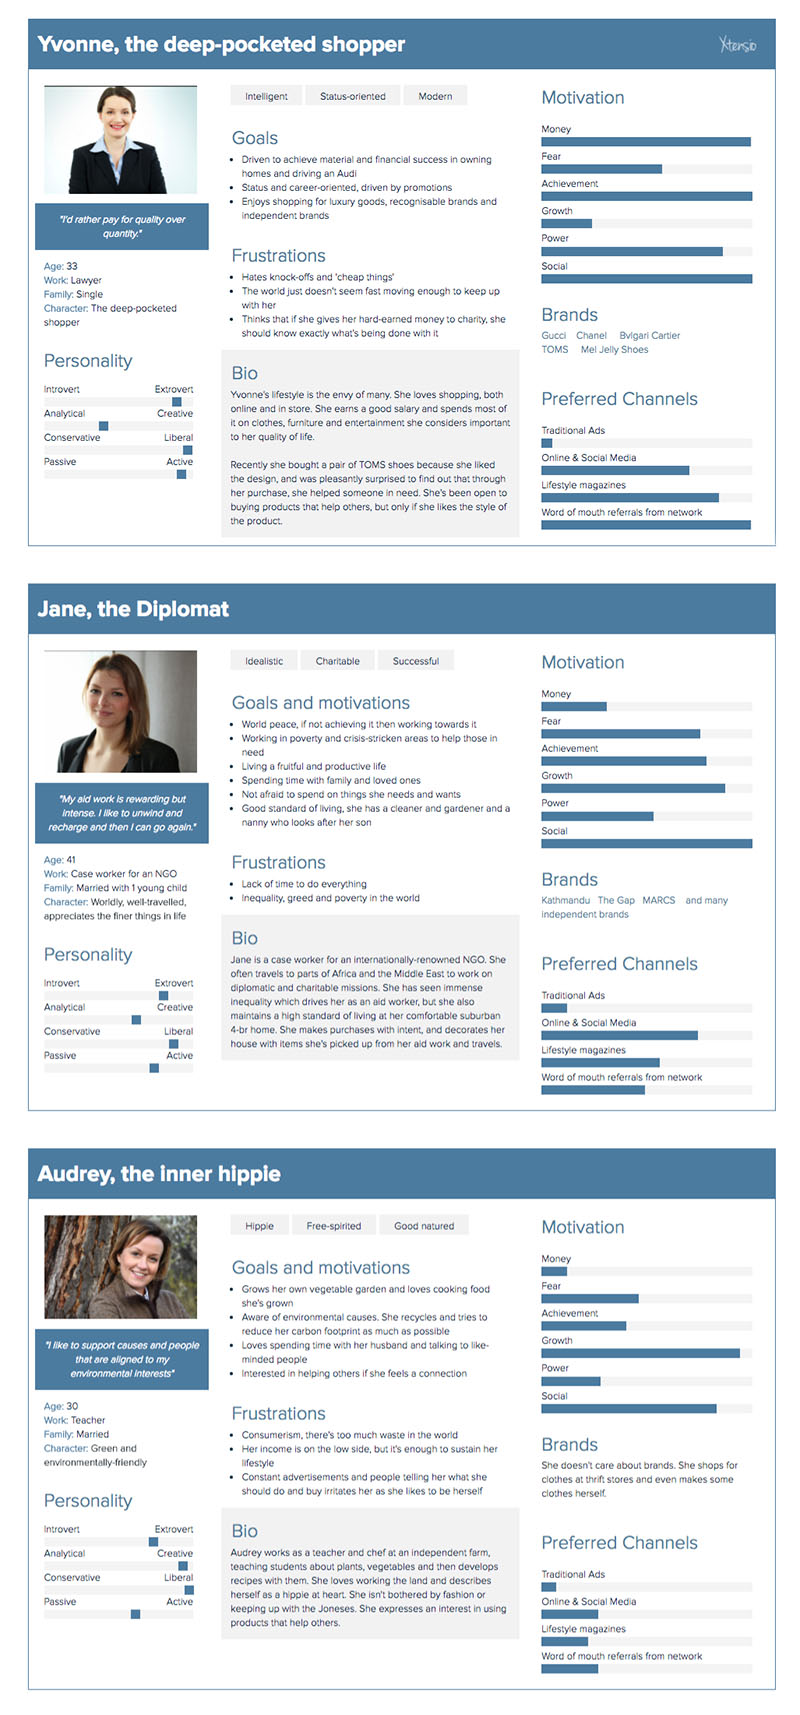 Yvonne, the deep-pocketed shopper
Xtensio
"I'd rather pay for quality over
quantity."
Age: 33
Work: Lawyer
Family: Single
Character: The deep-pocketed
shopper
Personality
Introvert Extrovert
Analytical Creative
Conservative Liberal
Passive Active
Intelligent Status-oriented Modern
Goals
Driven to achieve material and financial success in owning
homes and driving an Audi
Status and career-oriented, driven by promotions
Enjoys shopping for luxury goods, recognisable brands and
independent brands
Frustrations
Hates knock-offs and 'cheap things'
The world just doesn't seem fast moving enough to keep up
with her
Thinks that if she gives her hard-earned money to charity, she
should know exactly what's being done with it
Bio
Yvonne's lifestyle is the envy of many. She loves shopping, both
online and in store. She earns a good salary and spends most of
it on clothes, furniture and entertainment she considers important
to her quality of life.
Recently she bought a pair of TOMS shoes because she liked
the design, and was pleasantly surprised to find out that through
her purchase, she helped someone in need. She's been open to
buying products that help others, but only if she likes the style of
the product.
Motivation
Money
Fear
Achievement
Growth
Power
Social
Brands
Gucci Chanel Bvlgari Cartier
TOMS Mel Jelly Shoes
Preferred Channels
Traditional Ads
Online & Social Media
Lifestyle magazines
Word of mouth referrals from network
Jane, the Diplomat
"My aid work is rewarding but
intense. I like to unwind and
recharge and then I can go again."
Age: 41
Work: Case worker for an NGO
Family: Married with 1 young child
Character: Worldly, well-travelled,
appreciates the finer things in life
Personality
Introvert Extrovert
Analytical Creative
Conservative Liberal
Passive Active
Idealistic Charitable Successful
Goals and motivations
World peace, if not achieving it then working towards it
Working in poverty and crisis-stricken areas to help those in
need
Living a fruitful and productive life
Spending time with family and loved ones
Not afraid to spend on things she needs and wants
Good standard of living, she has a cleaner and gardener and a
nanny who looks after her son
Frustrations
Lack of time to do everything
Inequality, greed and poverty in the world
Bio
Jane is a case worker for an internationally-renowned NGO. She
often travels to parts of Africa and the Middle East to work on
diplomatic and charitable missions. She has seen immense
inequality which drives her as an aid worker, but she also
maintains a high standard of living at her comfortable suburban
4-br home. She makes purchases with intent, and decorates her
house with items she's picked up from her aid work and travels.
Motivation
Money
Fear
Achievement
Growth
Power
Social
Brands
Kathmandu The Gap MARCS and many
independent brands
Preferred Channels
Traditional Ads
Online & Social Media
Lifestyle magazines
Word of mouth referrals from network
Audrey, the inner hippie
"I like to support causes and people
that are aligned to my
environmental interests"
Age: 30
Work: Teacher
Family: Married
Character: Green and
environmentally-friendly
Personality
Introvert Extrovert
Analytical Creative
Conservative Liberal
Passive Active
Hippie Free-spirited Good natured
Goals and motivations
Grows her own vegetable garden and loves cooking food
she's grown
Aware of environmental causes. She recycles and tries to
reduce her carbon footprint as much as possible
Loves spending time with her husband and talking to like-
minded people
Interested in helping others if she feels a connection
Frustrations
Consumerism, there's too much waste in the world
Her income is on the low side, but it's enough to sustain her
lifestyle
Constant advertisements and people telling her what she
should do and buy irritates her as she likes to be herself
Bio
Audrey works as a teacher and chef at an independent farm,
teaching students about plants, vegetables and then develops
recipes with them. She loves working the land and describes
herself as a hippie at heart. She isn't bothered by fashion or
keeping up with the Joneses. She expresses an interest in using
products that help others.
Motivation
Money
Fear
Achievement
Growth
Power
Social
Brands
She doesn't care about brands. She shops for
clothes at thrift stores and even makes some
clothes herself.
Preferred Channels
Traditional Ads
Online & Social Media
Lifestyle magazines
Word of mouth referrals from network